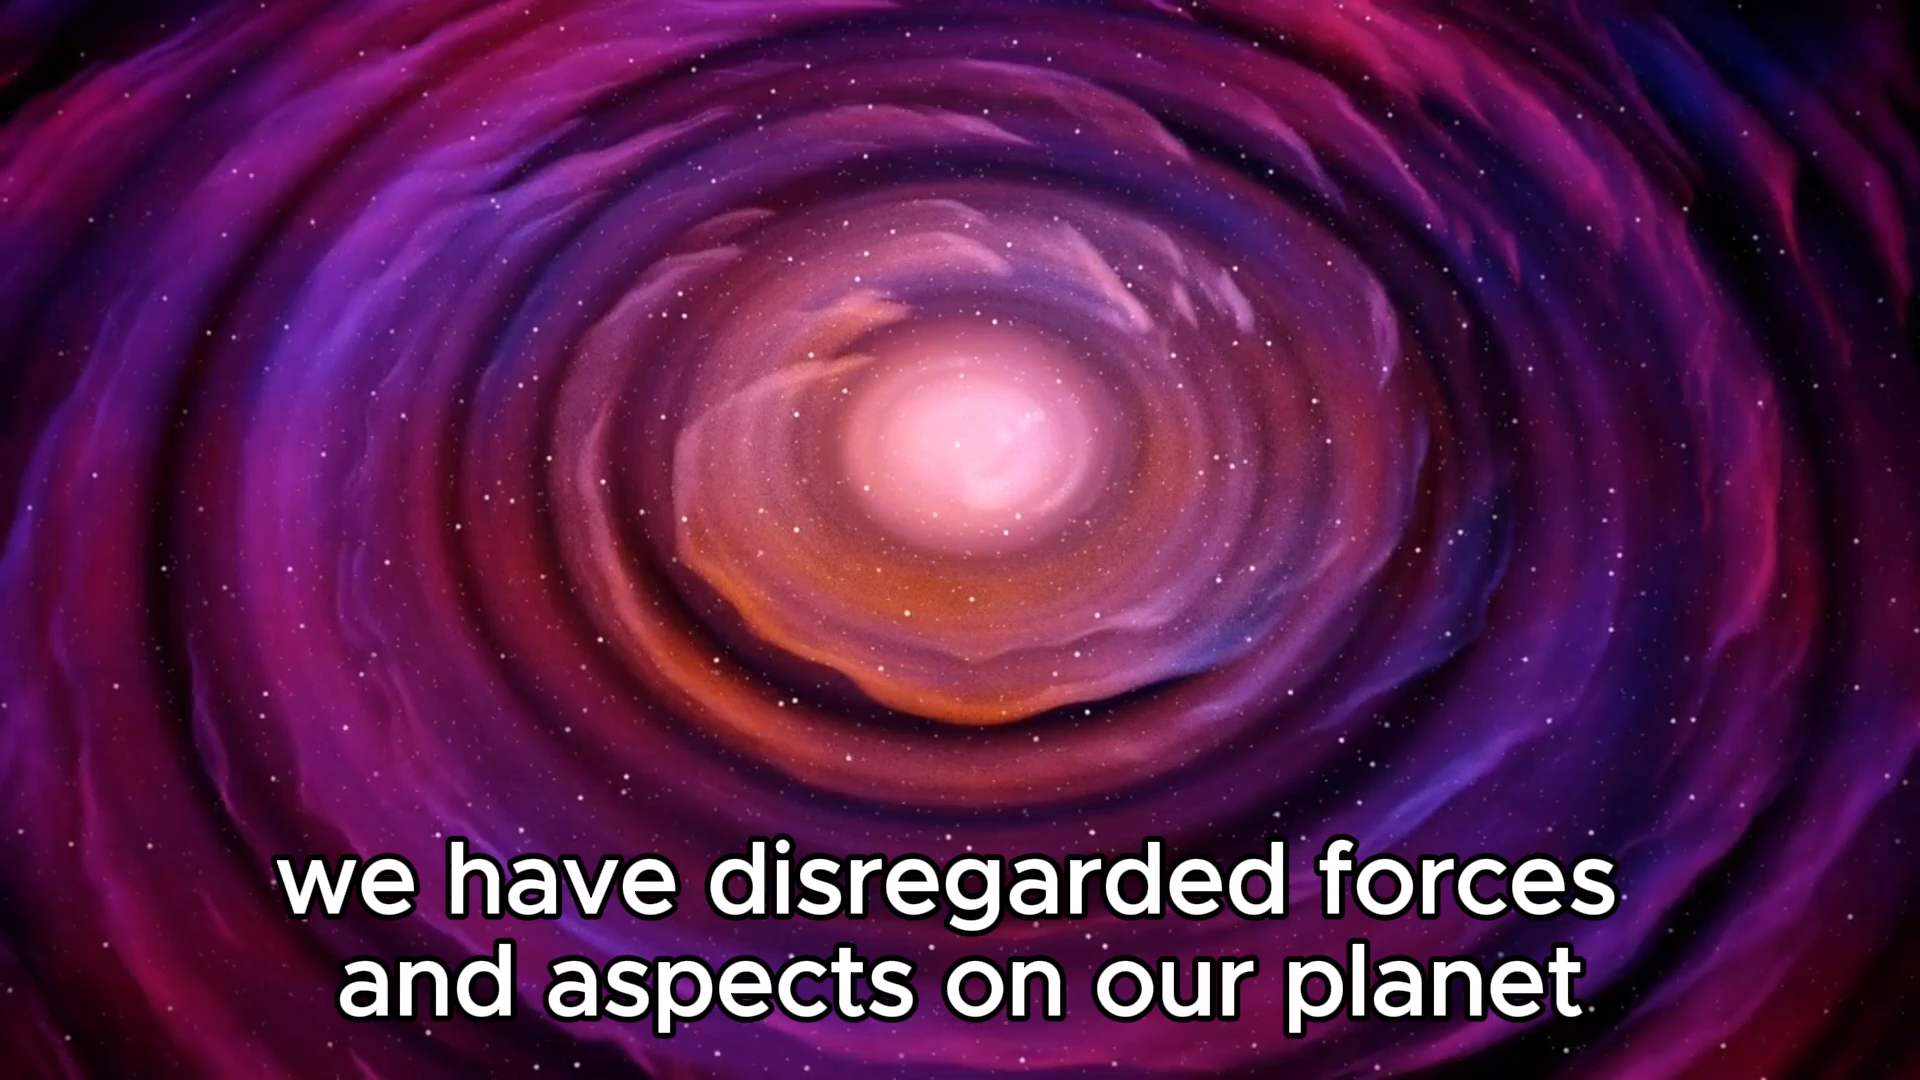 we have disregarded forces
and aspects on our planet